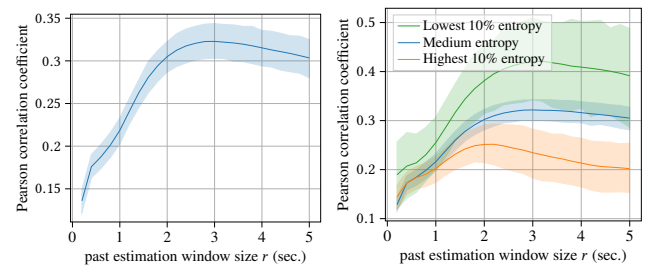 Pearson correlation coefficient
0.35
0.3
0.25
0.2
0.15
0 1 2 3 4 5
past estimation window size r (sec.)
Pearson correlation coefficient
0.5
0.4
0.3
0.2
0.1
Lowest 10% entropy
Medium entropy
Highest 10% entropy
0 1 2 3 4 5
past estimation window size r (sec.)